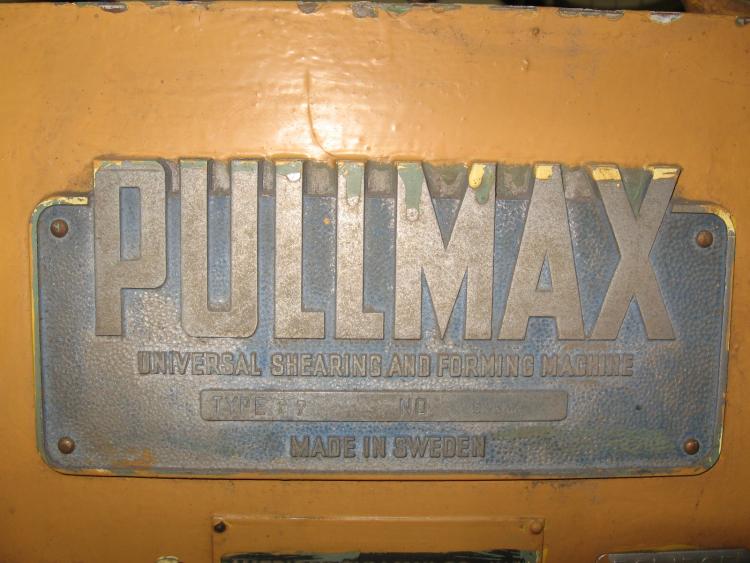 PULLMAX
UNIVERSAL SHEARING AND FORMING MACHINE
TYPE NO
MADE IN SWEDEN